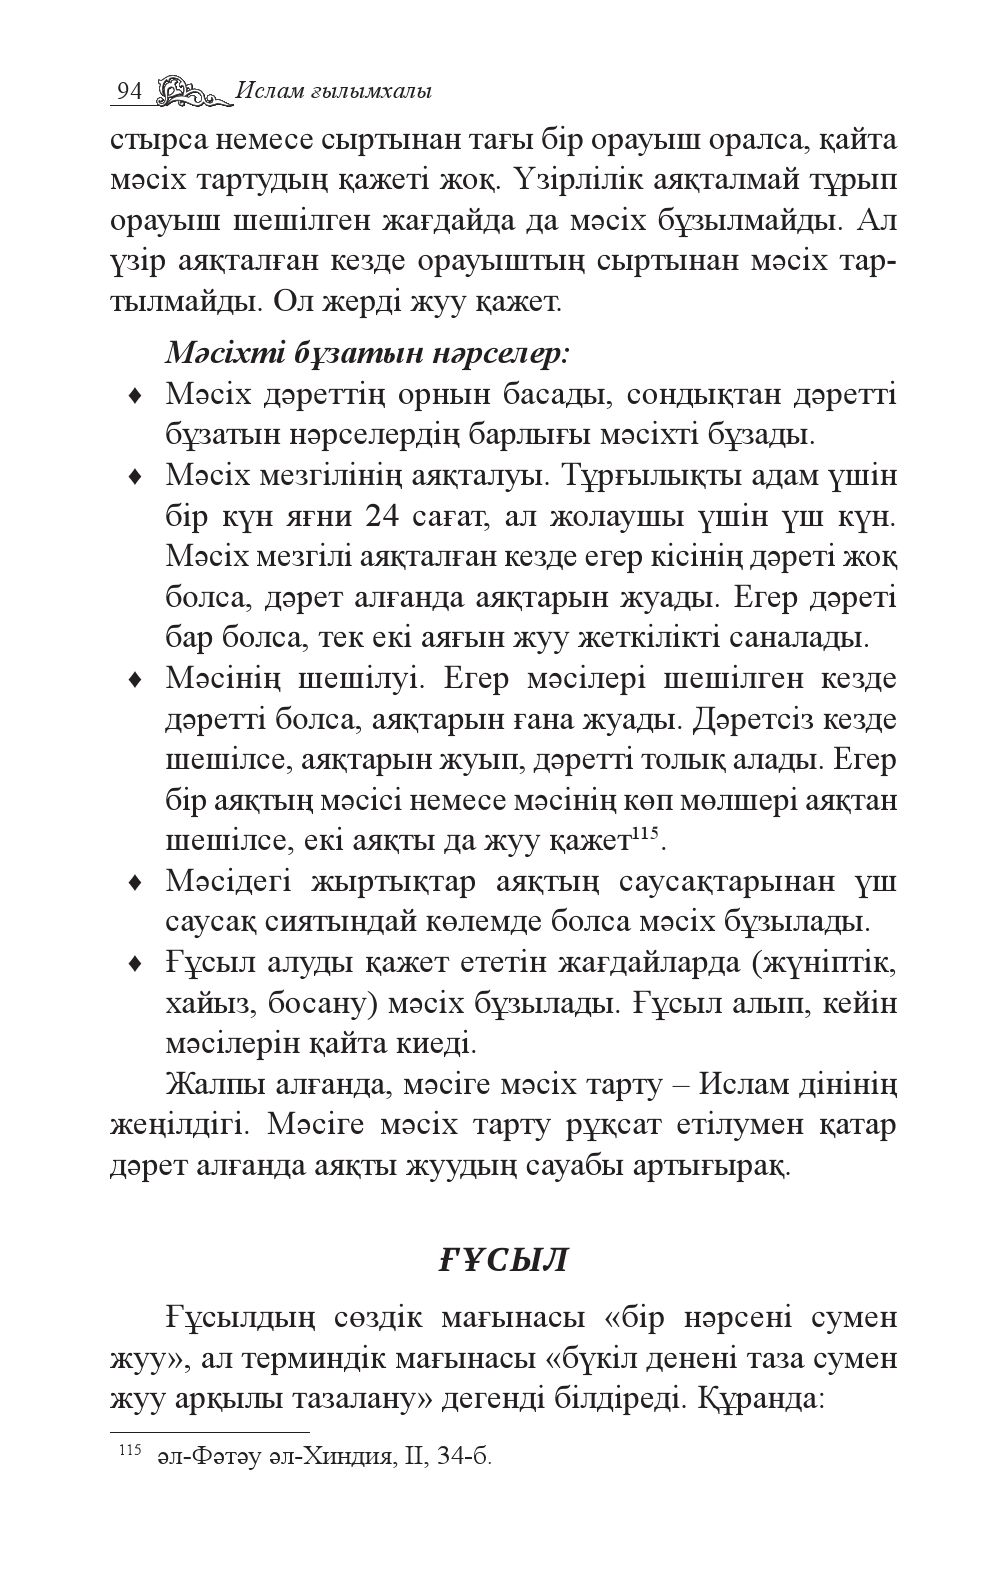 94 Ислам ғылымхалы
стырса немесе сыртынан тағы бір орауыш оралса, қайта
мәсіх тартудың қажеті жоқ. Үзірлілік аяқталмай тұрып
орауыш шешілген жағдайда да мәсіх бұзылмайды. Ал
үзір аяқталған кезде орауыштың сыртынан мәсіх тар-
тылмайды. Ол жерді жуу қажет.
Мәсіхті бұзатын нәрселер:
♦ Мәсіх дәреттің орнын басады, сондықтан дәретті
бұзатын нәрселердің барлығы мәсіхті бұзады.
♦ Мәсіх мезгілінің аяқталуы. Тұрғылықты адам үшін
бір күн яғни 24 сағат, ал жолаушы үшін үш күн.
Мәсіх мезгілі аяқталған кезде егер кісінің дәреті жоқ
болса, дәрет алғанда аяқтарын жуады. Егер дәреті
бар болса, тек екі аяғын жуу жеткілікті саналады.
♦ Мәсінің шешілуі. Егер мәсілері шешілген кезде
дәретті болса, аяқтарын ғана жуады. Дәретсіз кезде
шешілсе, аяқтарын жуып, дәретті толық алады. Егер
бір аяқтың мәсісі немесе мәсінің көп мөлшері аяқтан
шешілсе, екі аяқты да жуу қажет¹¹⁵.
♦ Мәсідегі жыртықтар аяқтың саусақтарынан үш
саусақ сиятындай көлемде болса мәсіх бұзылады.
♦ Ғұсыл алуды қажет ететін жағдайларда (жүніптік,
хайыз, босану) мәсіх бұзылады. Ғұсыл алып, кейін
мәсілерін қайта киеді.
Жалпы алғанда, мәсіге мәсіх тарту – Ислам дінінің
жеңілдігі. Мәсіге мәсіх тарту рұқсат етілумен қатар
дәрет алғанда аяқты жуудың сауабы артығырақ.
ҒҰСЫЛ
Ғұсылдың сөздік мағынасы «бір нәрсені сумен
жуу», ал терминдік мағынасы «бүкіл денені таза сумен
жуу арқылы тазалану» дегенді білдіреді. Құранда:
¹¹⁵ әл-Фәтәу әл-Хиндия, II, 34-б.